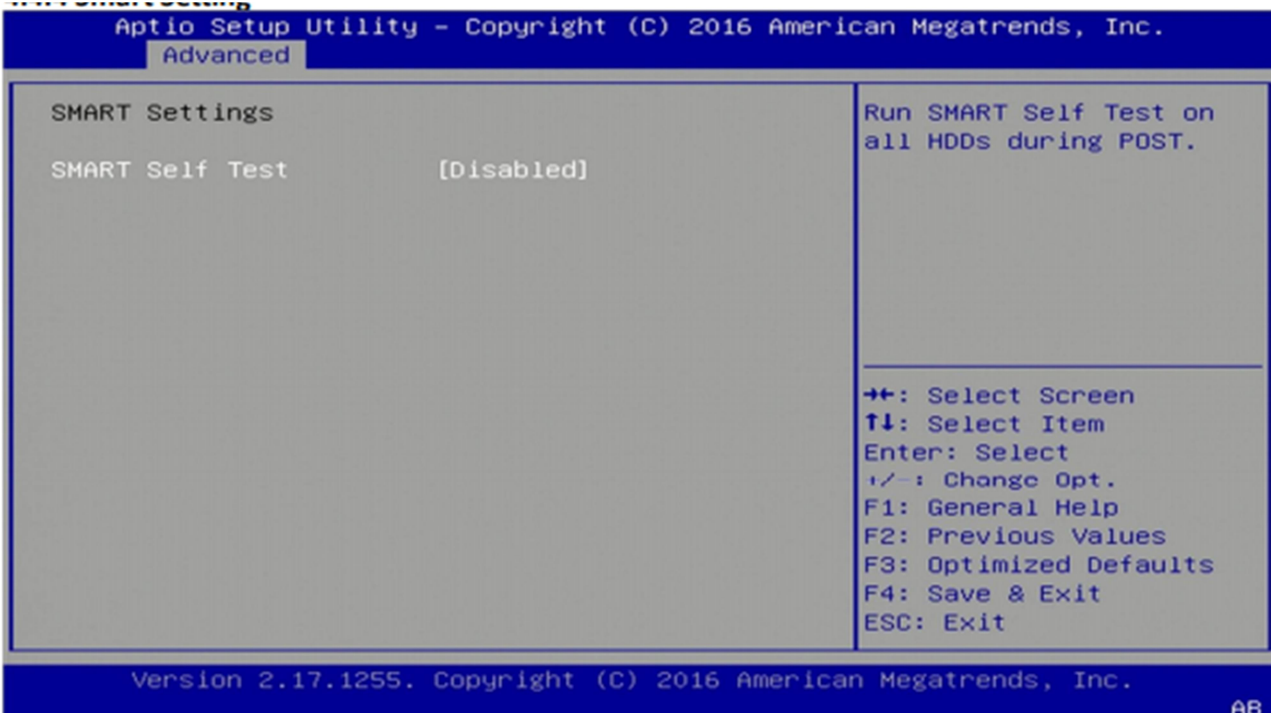 Aptio Setup Utility – Copyright (C) 2016 American Megatrends, Inc.
Advanced
SMART Settings
SMART Self Test [Disabled]
Run SMART Self Test on
all HDDs during POST.
→←: Select Screen
↑↓: Select Item
Enter: Select
+/-: Change Opt.
F1: General Help
F2: Previous Values
F3: Optimized Defaults
F4: Save & Exit
ESC: Exit
Version 2.17.1255. Copyright (C) 2016 American Megatrends, Inc.
AB